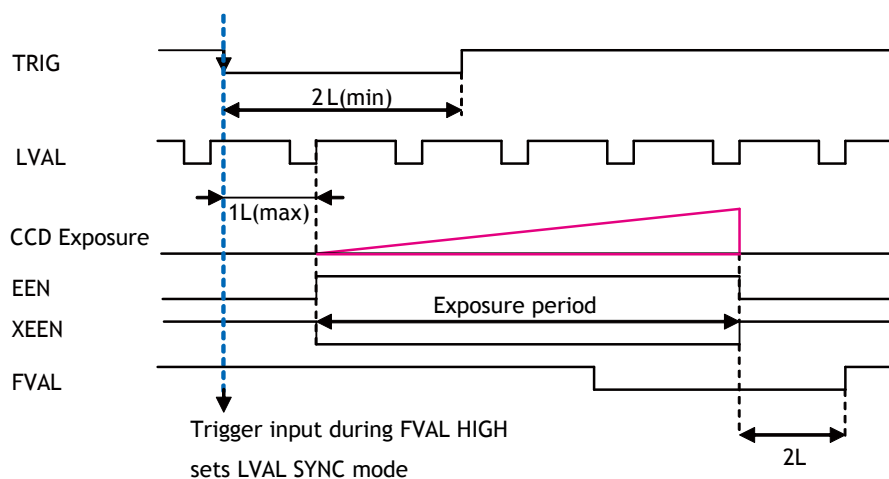 TRIG
2L(min)
LVAL
1L(max)
CCD Exposure
EEN
Exposure period
XEEN
FVAL
Trigger input during FVAL HIGH
sets LVAL SYNC mode
2L